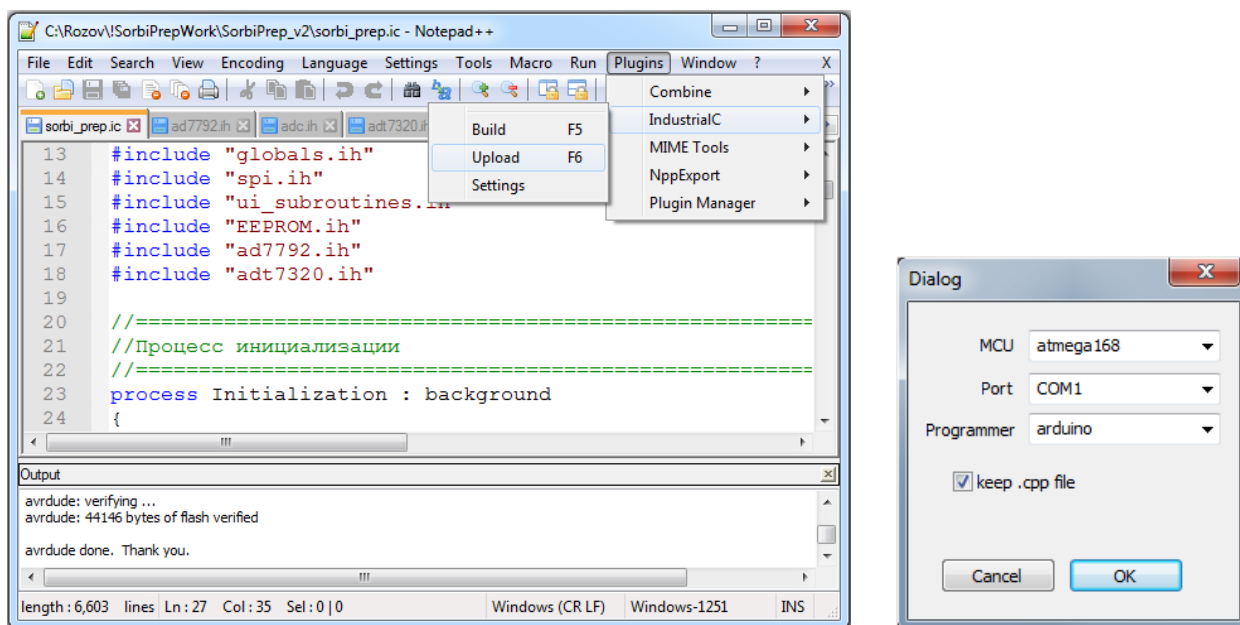 C:\Rozov\!SorbiPrepWork\SorbiPrep_v2\sorbi_prep.ic - Notepad++
File Edit Search View Encoding Language Settings Tools Macro Run Plugins Window ? X
sorbi_prep.ic ad7792.ih adc.ih adt7320.ih
Combine
IndustrialC
MIME Tools
NppExport
Plugin Manager
Build F5
Upload F6
Settings
13 #include "globals.ih"
14 #include "spi.ih"
15 #include "ui_subroutines.ih"
16 #include "EEPROM.ih"
17 #include "ad7792.ih"
18 #include "adt7320.ih"
19
20 //======================================================
21 //Процесс инициализации
22 //======================================================
23 process Initialization : background
24 {
Output
avrdude: verifying ...
avrdude: 44146 bytes of flash verified
avrdude done. Thank you.
length : 6,603 lines Ln : 27 Col : 35 Sel : 0 | 0 Windows (CR LF) Windows-1251 INS
Dialog
MCU atmega168
Port COM1
Programmer arduino
keep .cpp file
Cancel OK